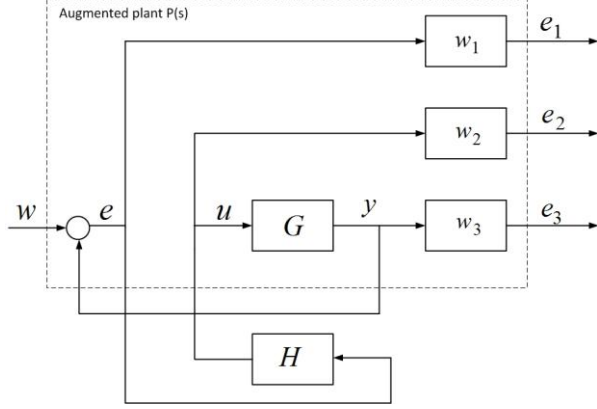 Augmented plant P(s)
w₁
e₁
w₂
e₂
w
e
u
G
y
w₃
e₃
H